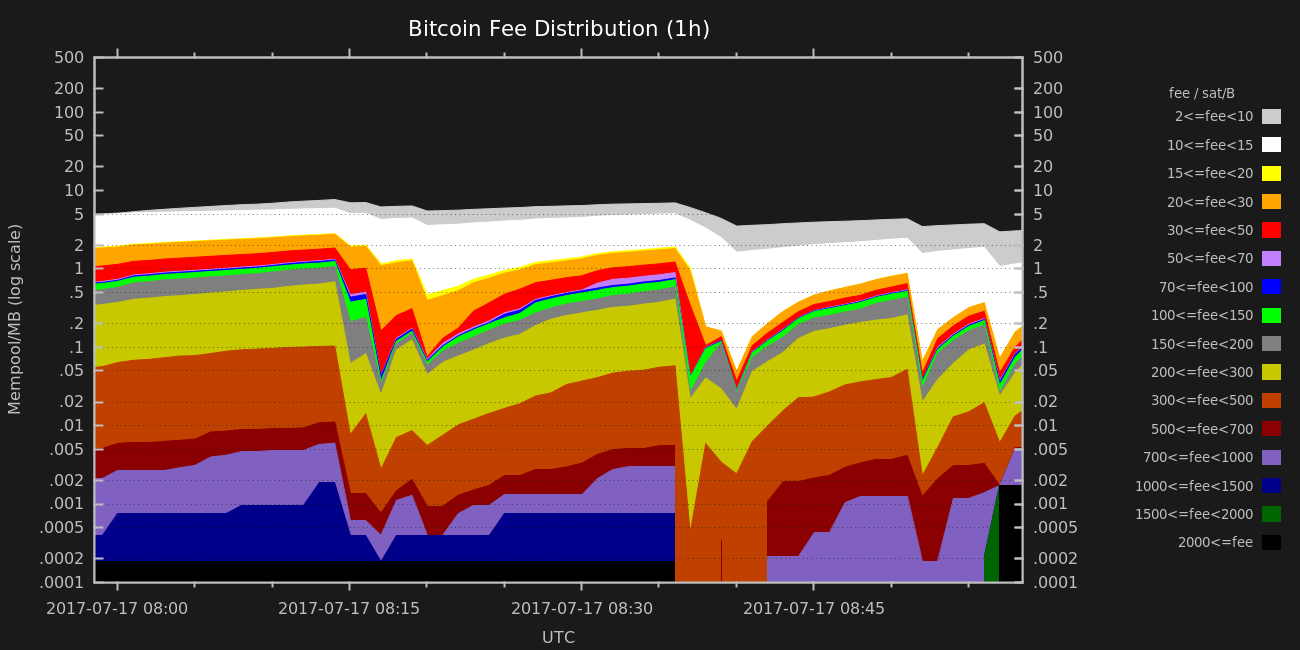 Bitcoin Fee Distribution (1h)
500
200
100
50
20
10
5
2
1
.5
.2
.1
.05
.02
.01
.005
.002
.001
.0005
.0002
.0001
Mempool/MB (log scale)
500
200
100
50
20
10
5
2
1
.5
.2
.1
.05
.02
.01
.005
.002
.001
.0005
.0002
.0001
2017-07-17 08:00
2017-07-17 08:15
2017-07-17 08:30
2017-07-17 08:45
UTC
fee / sat/B
2<=fee<10
10<=fee<15
15<=fee<20
20<=fee<30
30<=fee<50
50<=fee<70
70<=fee<100
100<=fee<150
150<=fee<200
200<=fee<300
300<=fee<500
500<=fee<700
700<=fee<1000
1000<=fee<1500
1500<=fee<2000
2000<=fee